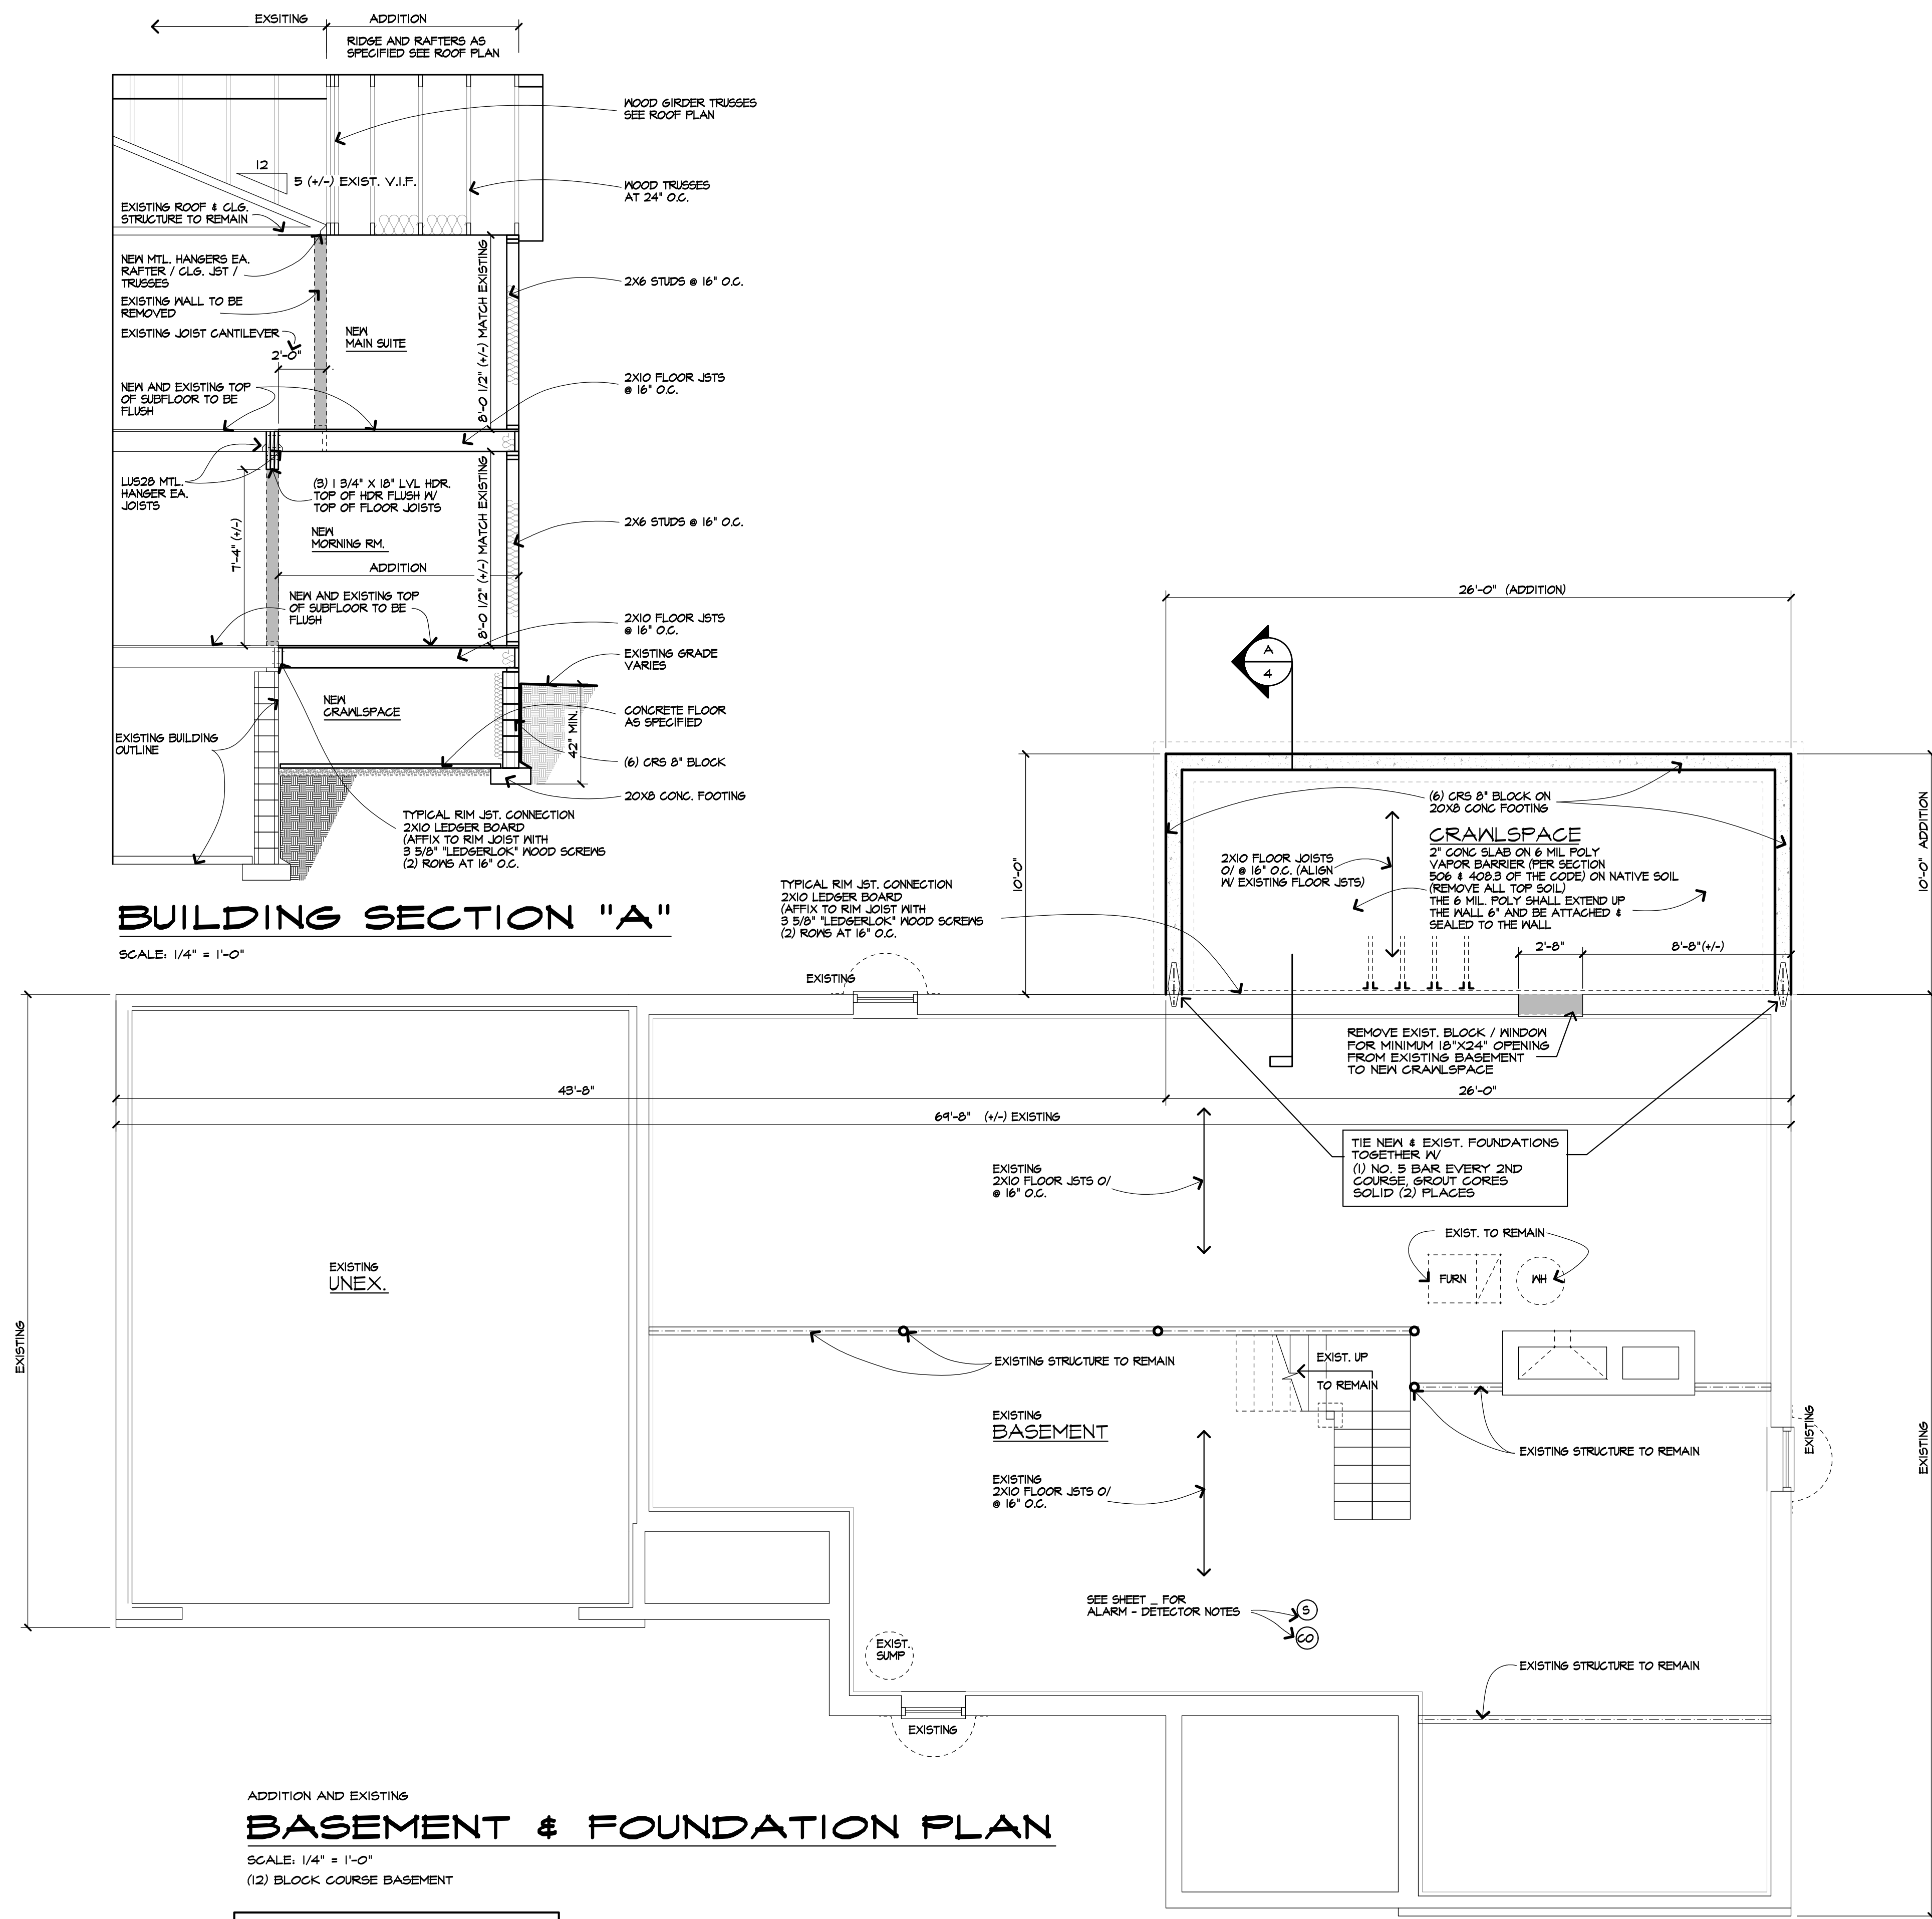 EXSITING
ADDITION
RIDGE AND RAFTERS AS
SPECIFIED SEE ROOF PLAN
WOOD GIRDER TRUSSES
SEE ROOF PLAN
12
5 (+/-) EXIST. V.I.F.
WOOD TRUSSES
AT 24" O.C.
EXISTING ROOF & CLG.
STRUCTURE TO REMAIN
NEW MTL. HANGERS EA.
RAFTER / CLG. JST /
TRUSSES
EXISTING WALL TO BE
REMOVED
EXISTING JOIST CANTILEVER
2'-0"
NEW
MAIN SUITE
8'-0 1/2" (+/-) MATCH EXISTING
2X6 STUDS @ 16" O.C.
NEW AND EXISTING TOP
OF SUBFLOOR TO BE
FLUSH
2X10 FLOOR JSTS
@ 16" O.C.
LUS28 MTL.
HANGER EA.
JOISTS
(3) 1 3/4" X 18" LVL HDR.
TOP OF HDR FLUSH W/
TOP OF FLOOR JOISTS
7'-4" (+/-)
NEW
MORNING RM.
8'-0 1/2" (+/-) MATCH EXISTING
2X6 STUDS @ 16" O.C.
ADDITION
NEW AND EXISTING TOP
OF SUBFLOOR TO BE
FLUSH
2X10 FLOOR JSTS
@ 16" O.C.
EXISTING GRADE
VARIES
NEW
CRAWLSPACE
CONCRETE FLOOR
AS SPECIFIED
42" MIN.
EXISTING BUILDING
OUTLINE
(6) CRS 8" BLOCK
20X8 CONC. FOOTING
TYPICAL RIM JST. CONNECTION
2X10 LEDGER BOARD
(AFFIX TO RIM JOIST WITH
3 5/8" "LEDGERLOK" WOOD SCREWS
(2) ROWS AT 16" O.C.
BUILDING SECTION "A"
SCALE: 1/4" = 1'-0"
26'-0" (ADDITION)
A
4
10'-0"
10'-0" ADDITION
(6) CRS 8" BLOCK ON
20X8 CONC FOOTING
CRAWLSPACE
2" CONC SLAB ON 6 MIL POLY
VAPOR BARRIER (PER SECTION
506 & 408.3 OF THE CODE) ON NATIVE SOIL
(REMOVE ALL TOP SOIL)
THE 6 MIL. POLY SHALL EXTEND UP
THE WALL 6" AND BE ATTACHED &
SEALED TO THE WALL
2X10 FLOOR JOISTS
O/ @ 16" O.C. (ALIGN
W/ EXISTING FLOOR JSTS)
TYPICAL RIM JST. CONNECTION
2X10 LEDGER BOARD
(AFFIX TO RIM JOIST WITH
3 5/8" "LEDGERLOK" WOOD SCREWS
(2) ROWS AT 16" O.C.
2'-8"
8'-8"(+/-)
EXISTING
REMOVE EXIST. BLOCK / WINDOW
FOR MINIMUM 18"X24" OPENING
FROM EXISTING BASEMENT
TO NEW CRAWLSPACE
43'-8"
26'-0"
69'-8" (+/-) EXISTING
TIE NEW & EXIST. FOUNDATIONS
TOGETHER W/
(1) NO. 5 BAR EVERY 2ND
COURSE, GROUT CORES
SOLID (2) PLACES
EXISTING
2X10 FLOOR JSTS O/
@ 16" O.C.
EXIST. TO REMAIN
FURN
WH
EXISTING
UNEX.
EXISTING
EXISTING STRUCTURE TO REMAIN
EXIST. UP
TO REMAIN
EXISTING
BASEMENT
EXISTING
EXISTING
EXISTING STRUCTURE TO REMAIN
EXISTING
2X10 FLOOR JSTS O/
@ 16" O.C.
SEE SHEET _ FOR
ALARM - DETECTOR NOTES
S
CO
EXIST.
SUMP
EXISTING STRUCTURE TO REMAIN
EXISTING
ADDITION AND EXISTING
BASEMENT & FOUNDATION PLAN
SCALE: 1/4" = 1'-0"
(12) BLOCK COURSE BASEMENT